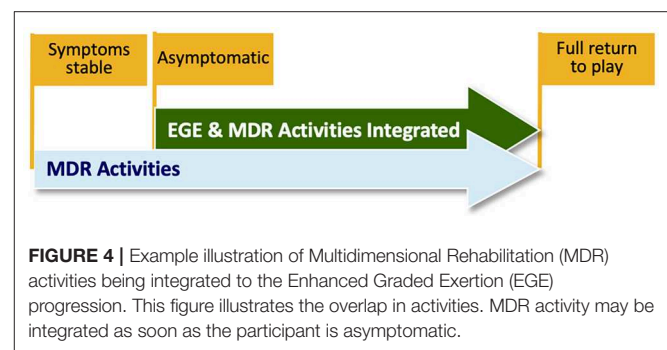 Symptoms
stable
Asymptomatic
Full return
to play
EGE & MDR Activities Integrated
MDR Activities
FIGURE 4 | Example illustration of Multidimensional Rehabilitation (MDR)
activities being integrated to the Enhanced Graded Exertion (EGE)
progression. This figure illustrates the overlap in activities. MDR activity may be
integrated as soon as the participant is asymptomatic.